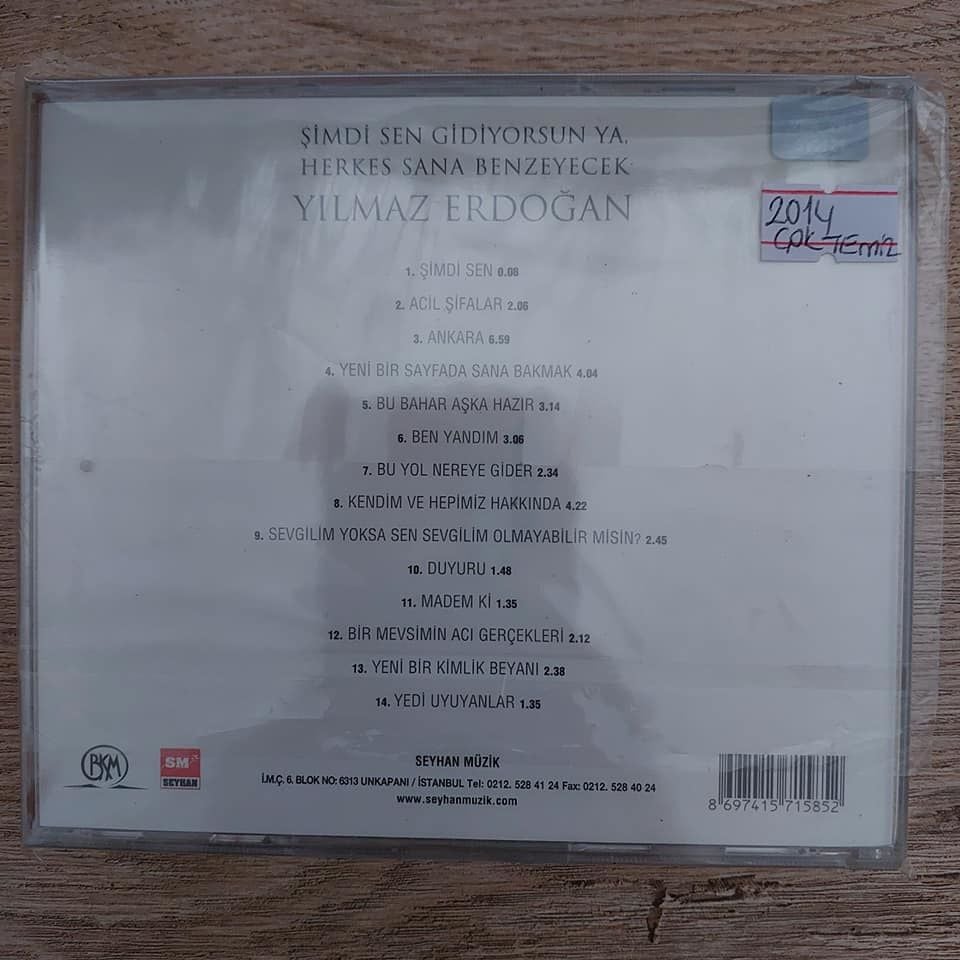 ŞİMDİ SEN GİDİYORSUN YA,
HERKES SANA BENZEYECEK
YILMAZ ERDOĞAN
2014
ÇOK TEMİZ
1. ŞİMDİ SEN 0.08
2. ACİL ŞİFALAR 2.06
3. ANKARA 6.59
4. YENİ BİR SAYFADA SANA BAKMAK 4.04
5. BU BAHAR AŞKA HAZIR 3.14
6. BEN YANDIM 3.06
7. BU YOL NEREYE GİDER 2.34
8. KENDİM VE HEPİMİZ HAKKINDA 4.22
9. SEVGİLİM YOKSA SEN SEVGİLİM OLMAYABİLİR MİSİN? 2.45
10. DUYURU 1.48
11. MADEM Kİ 1.35
12. BİR MEVSİMİN ACI GERÇEKLERİ 2.12
13. YENİ BİR KİMLİK BEYANI 2.38
14. YEDİ UYUYANLAR 1.35
BKM
SM
SEYHAN
SEYHAN MÜZİK
İ.M.Ç. 6. BLOK NO: 6313 UNKAPANI / İSTANBUL Tel: 0212. 528 41 24 Fax: 0212. 528 40 24
www.seyhanmuzik.com
8 697415 715852